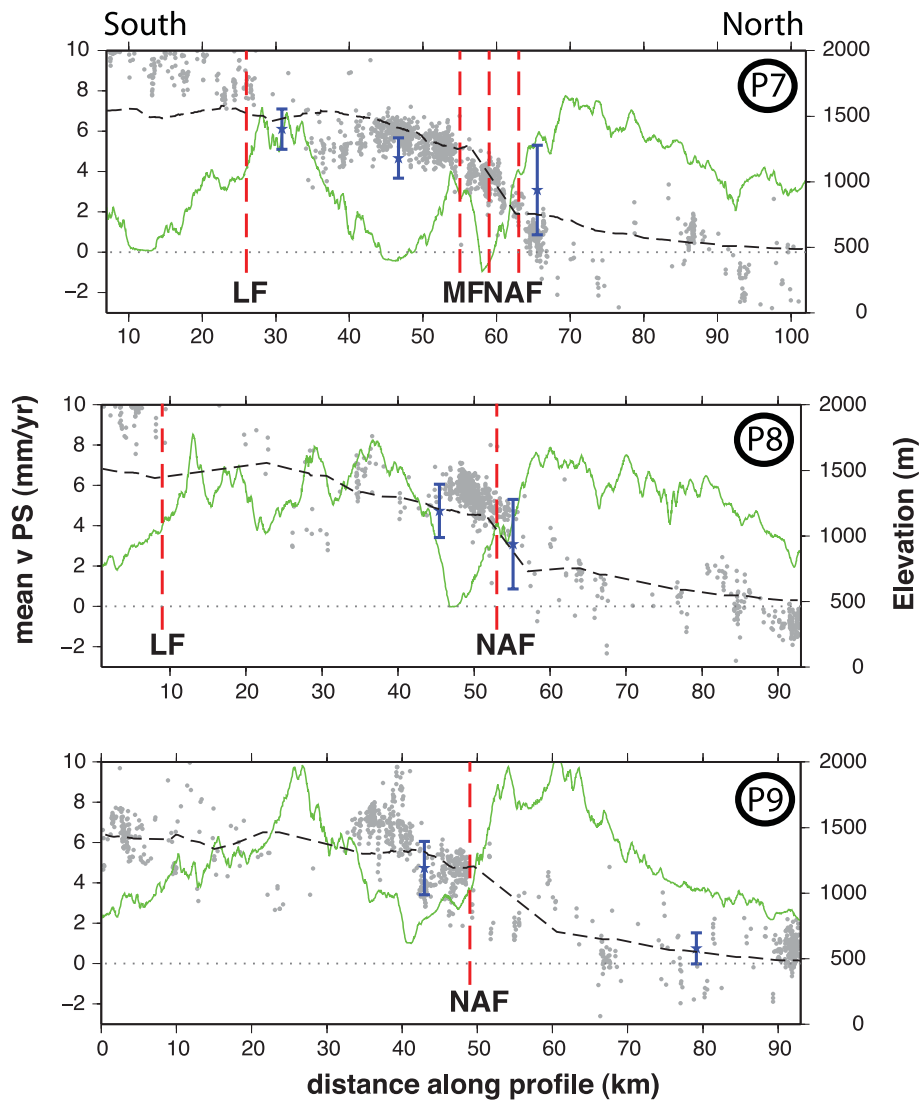 South North
10 2000
P7
8
1500
6
4 1000
2
0 500
−2
LF MF NAF
0
10 20 30 40 50 60 70 80 90 100
10 2000
P8
8
1500
6
4 1000
2
0 500
−2
LF NAF
0
10 20 30 40 50 60 70 80 90
mean v PS (mm/yr)
Elevation (m)
10 2000
P9
8
1500
6
4 1000
2
0 500
−2
NAF
0
0 10 20 30 40 50 60 70 80 90
distance along profile (km)